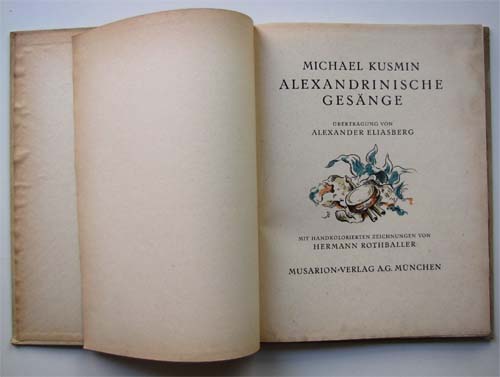 MICHAEL KUSMIN
ALEXANDRINISCHE
GESÄNGE
ÜBERTRAGUNG VON
ALEXANDER ELIASBERG
MIT HANDKOLORIERTEN ZEICHNUNGEN VON
HERMANN ROTHBALLER
MUSARION-VERLAG A.G. MÜNCHEN